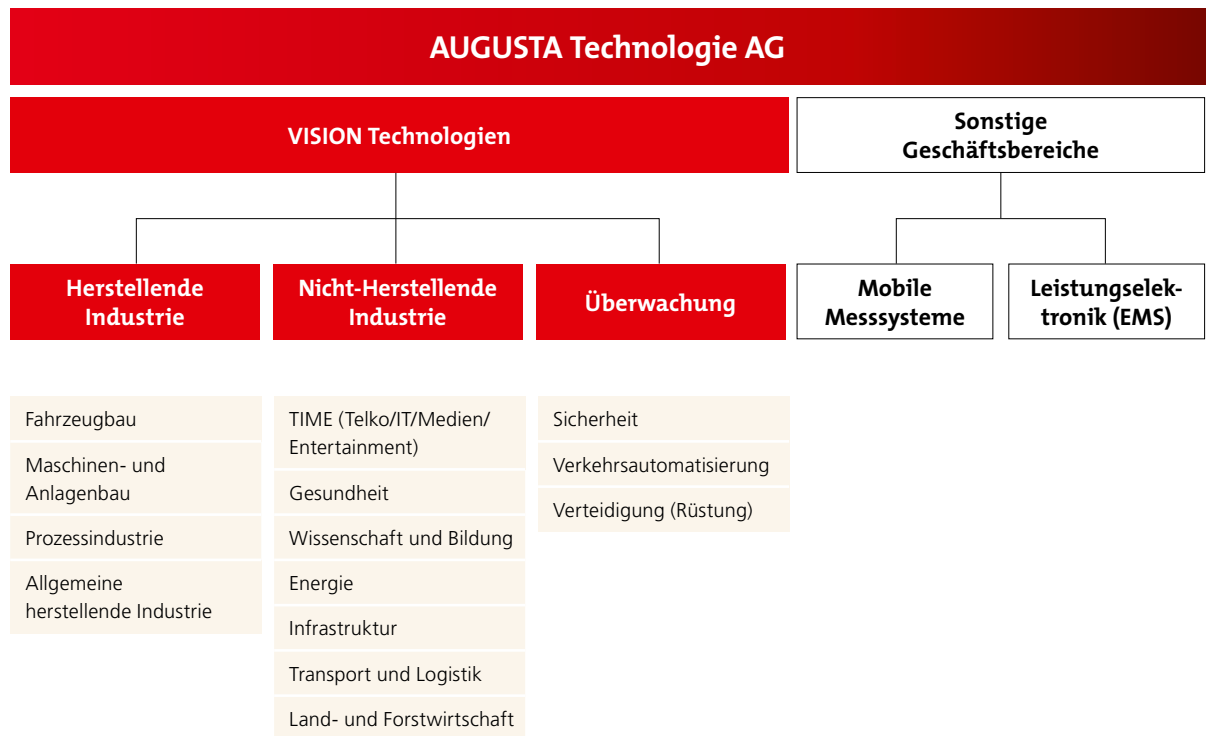 AUGUSTA Technologie AG
VISION Technologien
Sonstige
Geschäftsbereiche
Herstellende
Industrie
Nicht-Herstellende
Industrie
Überwachung
Mobile
Messsysteme
Leistungselek-
tronik (EMS)
Fahrzeugbau
Maschinen- und
Anlagenbau
Prozessindustrie
Allgemeine
herstellende Industrie
TIME (Telko/IT/Medien/
Entertainment)
Gesundheit
Wissenschaft und Bildung
Energie
Infrastruktur
Transport und Logistik
Land- und Forstwirtschaft
Sicherheit
Verkehrsautomatisierung
Verteidigung (Rüstung)